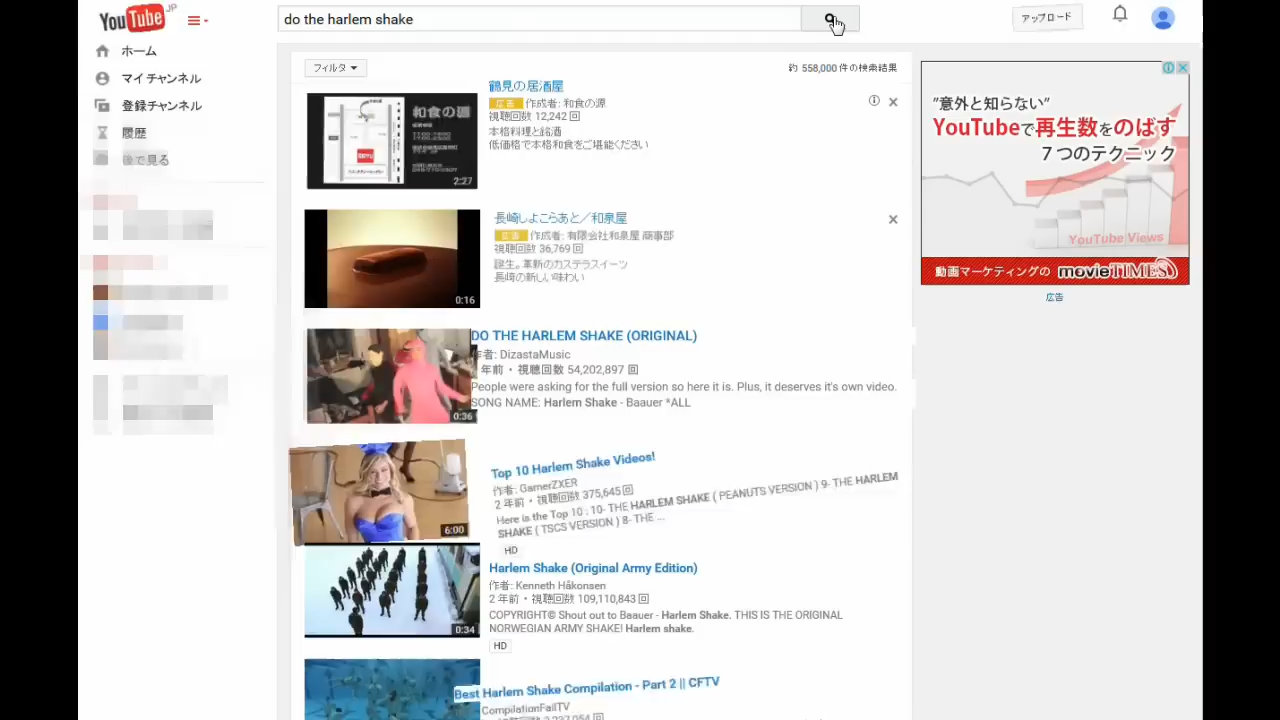 YouTube JP
do the harlem shake
アップロード
ホーム
マイチャンネル
登録チャンネル
履歴
後で見る
フィルタ
約 558,000 件の検索結果
鶴見の居酒屋
広告 作成者: 和食の源
視聴回数 12,242 回
本格料理と銘酒
低価格で本格和食をご堪能ください
和食の源
2:27
長崎しよこらあと／和泉屋
広告 作成者: 有限会社和泉屋 商事部
視聴回数 36,769 回
誕生。革新のカステラスイーツ
長崎の新しい味わい
0:16
DO THE HARLEM SHAKE (ORIGINAL)
作者: DizastaMusic
年前・視聴回数 54,202,897 回
People were asking for the full version so here it is. Plus, it deserves it's own video.
SONG NAME: Harlem Shake - Baauer *ALL
0:36
Top 10 Harlem Shake Videos!
作者: GamerZXER
2 年前・視聴回数 375,645 回
Here is the Top 10 : 10- THE HARLEM SHAKE ( PEANUTS VERSION ) 9- THE HARLEM
SHAKE ( TSCS VERSION ) 8- THE ...
HD
6:00
Harlem Shake (Original Army Edition)
作者: Kenneth Håkonsen
2 年前・視聴回数 109,110,843 回
COPYRIGHT© Shout out to Baauer - Harlem Shake. THIS IS THE ORIGINAL
NORWEGIAN ARMY SHAKE! Harlem shake.
HD
0:34
Best Harlem Shake Compilation - Part 2 || CFTV
CompilationFailTV
"意外と知らない"
YouTubeで再生数をのばす
7つのテクニック
YouTube Views
動画マーケティングの movieTIMES
広告